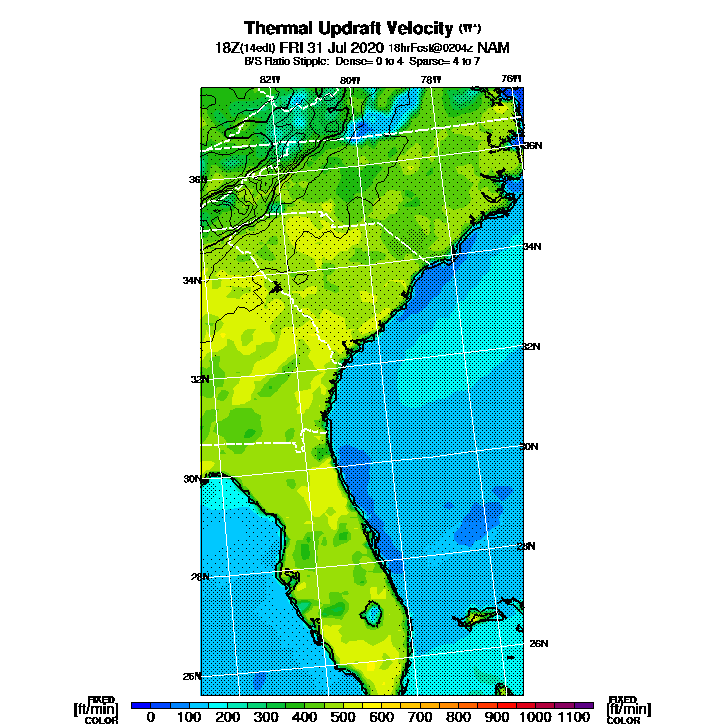 Thermal Updraft Velocity (W*)
18Z(14edt) FRI 31 Jul 2020 18hrFcst@0204z NAM
B/S Ratio Stipple: Dense= 0 to 4 Sparse= 4 to 7
82W 80W 78W 76W
36N
36N
34N
34N
32N
32N
30N
30N
28N
28N
26N
26N
FIXED FIXED
[ft/min] 0 100 200 300 400 500 600 700 800 900 1000 1100 [ft/min]
COLOR COLOR